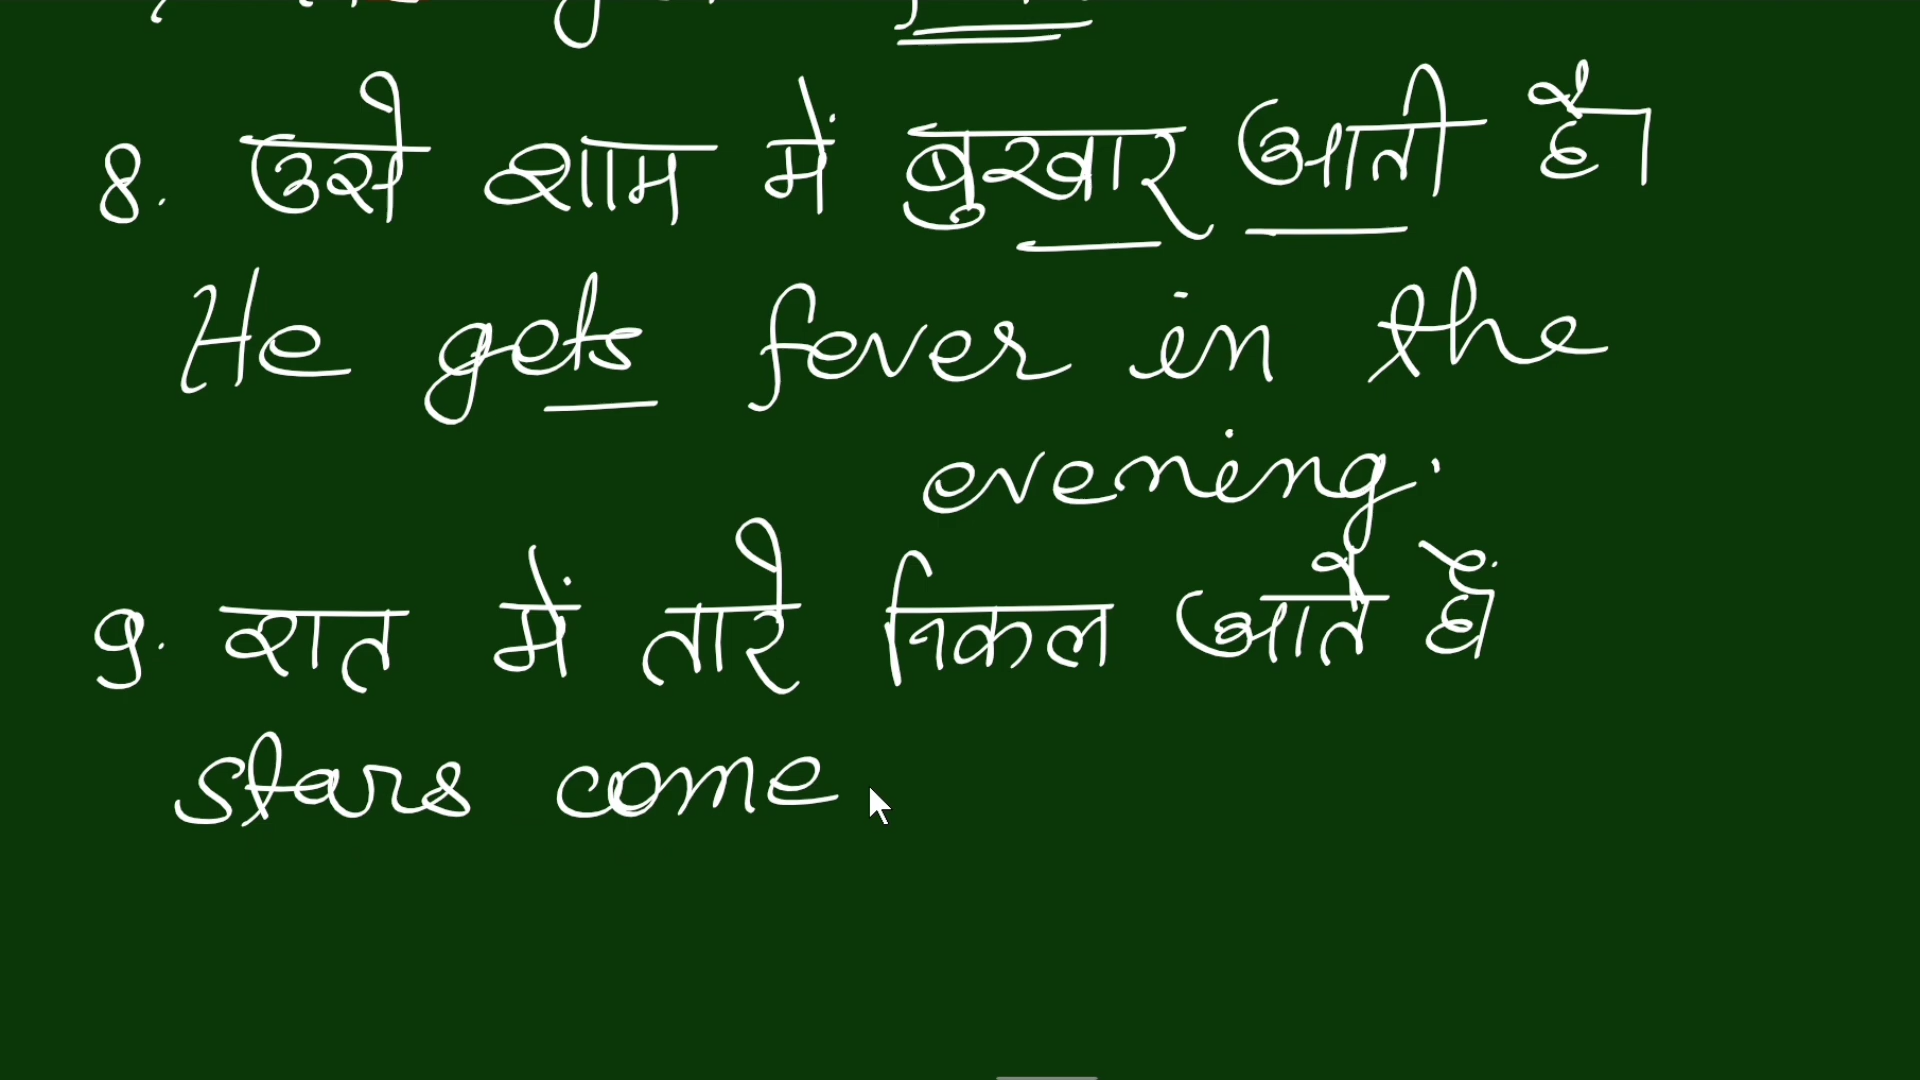 8. उसे शाम में बुखार आती है।
He gets fever in the
evening.
9. रात में तारे निकल आते हैं
stars come